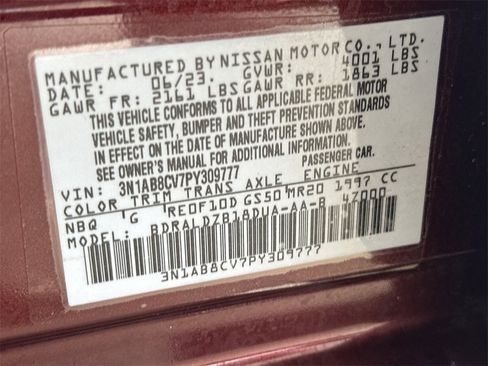 MANUFACTURED BY NISSAN MOTOR CO., LTD.
DATE: 06/23. GVWR: 4001 LBS
GAWR FR: 2161 LBS GAWR RR: 1863 LBS
THIS VEHICLE CONFORMS TO ALL APPLICABLE FEDERAL MOTOR
VEHICLE SAFETY, BUMPER AND THEFT PREVENTION STANDARDS
IN EFFECT ON THE DATE OF MANUFACTURE SHOWN ABOVE.
SEE OWNER'S MANUAL FOR ADDITIONAL INFORMATION.
VIN: 3N1AB8CV7PY309777 PASSENGER CAR.
COLOR TRIM TRANS AXLE ENGINE
NBQ G RE0F10D GS50 MR20 1997 CC
MODEL: BDRALDZB18DUA-AA-B 4Z000
3N1AB8CV7PY309777